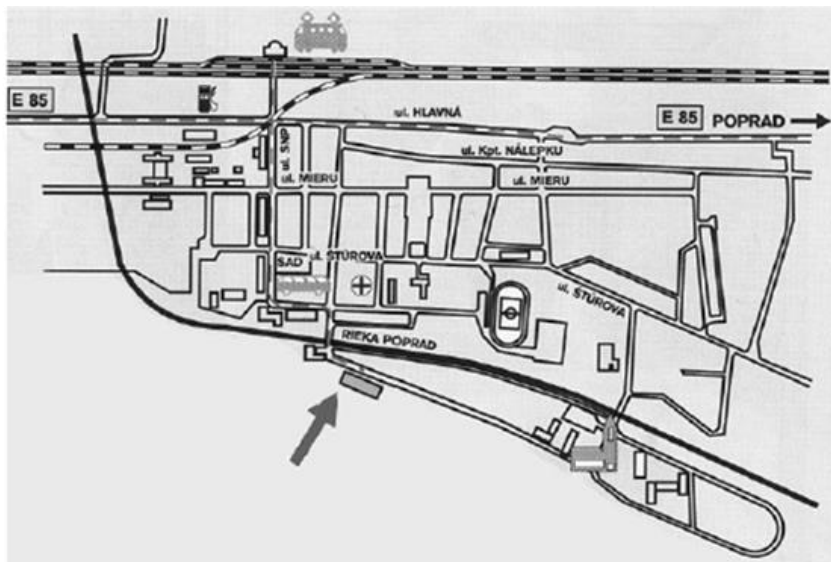 E 85
ul. HLAVNÁ
E 85 POPRAD
ul. SNP
ul. Kpt. NÁLEPKU
ul. MIERU
ul. MIERU
SAD
ul. ŠTÚROVA
ul. ŠTÚROVA
RIEKA POPRAD